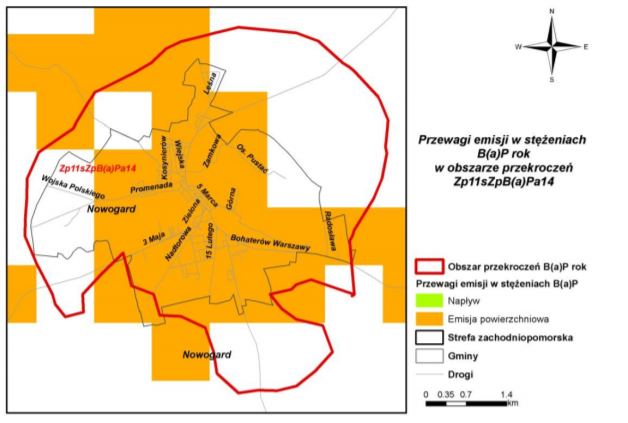 N
W E
S
Przewagi emisji w stężeniach
B(a)P rok
w obszarze przekroczeń
Zp11sZpB(a)Pa14
Leśna
Kosynierów
Wojska
Zamkowa
Os. Pustad
Zp11sZpB(a)Pa14
Wojska Polskiego
Promenada
Nowogard
5 Marca
Górna
Zielona
Radosława
3 Maja
Nadtorowa
15 Lutego
Bohaterów Warszawy
Nowogard
Obszar przekroczeń B(a)P rok
Przewagi emisji w stężeniach B(a)P
Napływ
Emisja powierzchniowa
Strefa zachodniopomorska
Gminy
Drogi
0 0.35 0.7 1.4
km